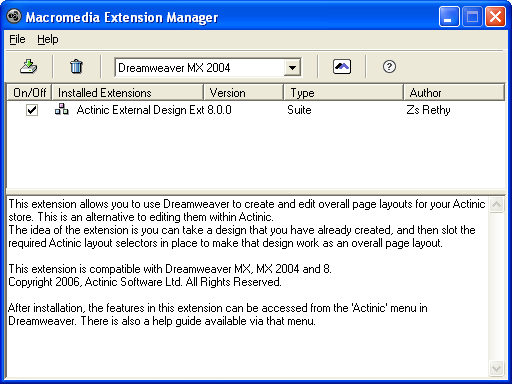 Macromedia Extension Manager
File Help
Dreamweaver MX 2004
On/Off Installed Extensions Version Type Author
Actinic External Design Ext 8.0.0 Suite Zs Rethy
This extension allows you to use Dreamweaver to create and edit overall page layouts for your Actinic
store. This is an alternative to editing them within Actinic.
The idea of the extension is you can take a design that you have already created, and then slot the
required Actinic layout selectors in place to make that design work as an overall page layout.
This extension is compatible with Dreamweaver MX, MX 2004 and 8.
Copyright 2006, Actinic Software Ltd. All Rights Reserved.
After installation, the features in this extension can be accessed from the 'Actinic' menu in
Dreamweaver. There is also a help guide available via that menu.